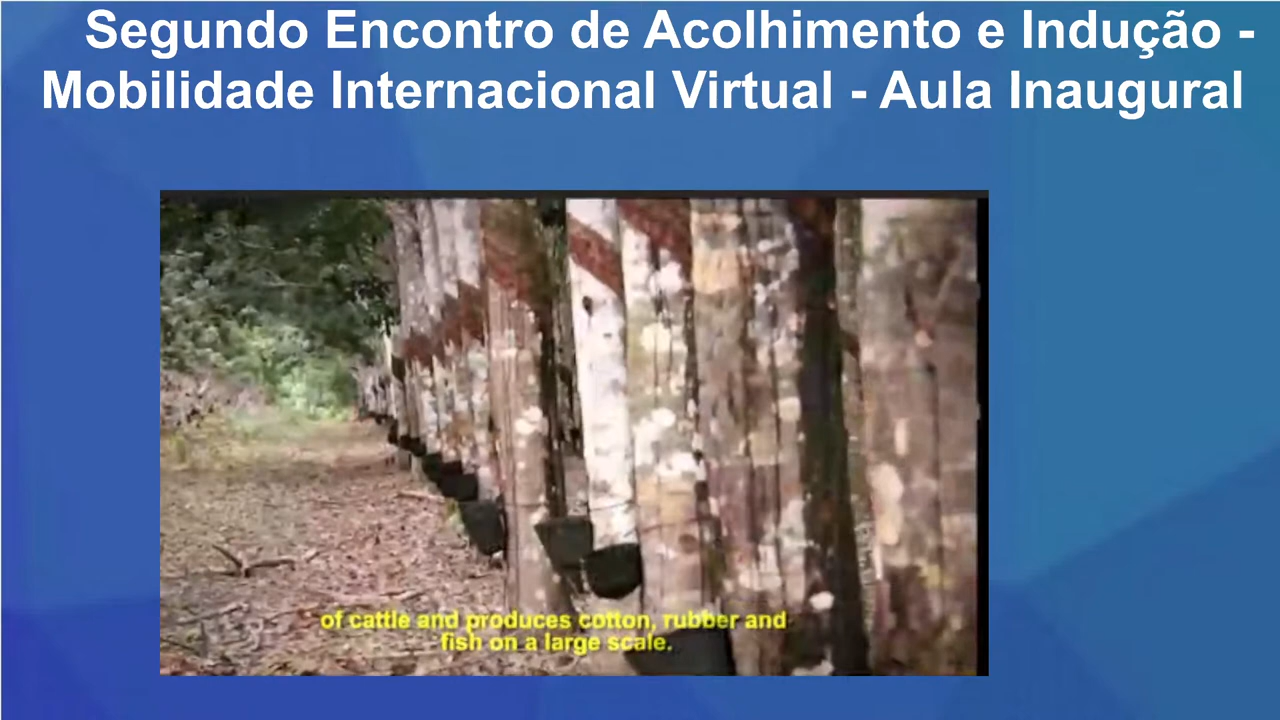 Segundo Encontro de Acolhimento e Indução -
Mobilidade Internacional Virtual - Aula Inaugural
of cattle and produces cotton, rubber and
fish on a large scale.